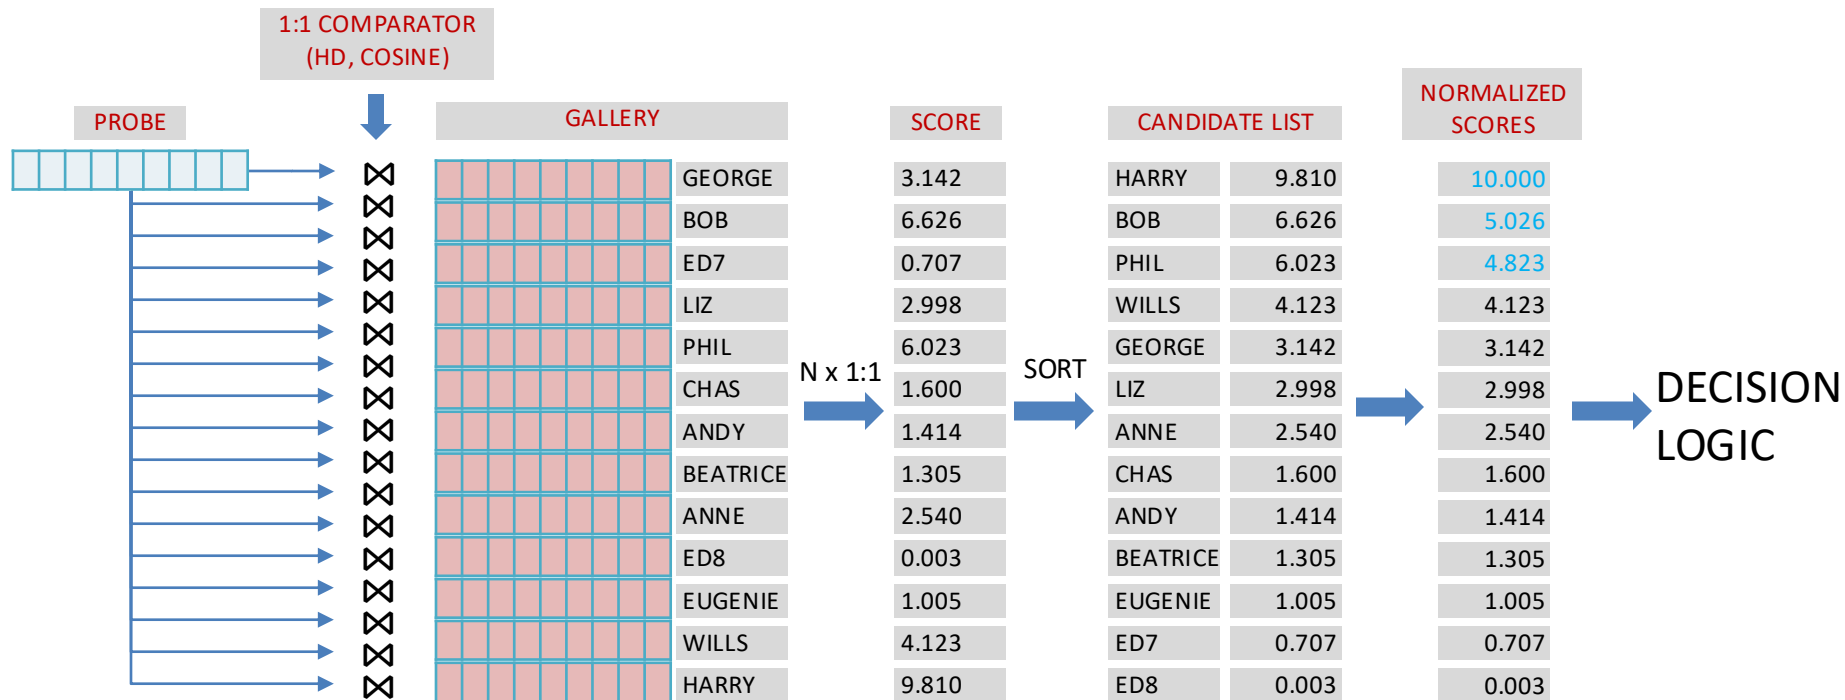 1:1 COMPARATOR
(HD, COSINE)
PROBE
GALLERY
SCORE
CANDIDATE LIST
NORMALIZED
SCORES
GEORGE 3.142 HARRY 9.810 10.000
BOB 6.626 BOB 6.626 5.026
ED7 0.707 PHIL 6.023 4.823
LIZ 2.998 WILLS 4.123 4.123
PHIL 6.023 GEORGE 3.142 3.142
N x 1:1
SORT
CHAS 1.600 LIZ 2.998 2.998
ANDY 1.414 ANNE 2.540 2.540
BEATRICE 1.305 CHAS 1.600 1.600
ANNE 2.540 ANDY 1.414 1.414
ED8 0.003 BEATRICE 1.305 1.305
EUGENIE 1.005 EUGENIE 1.005 1.005
WILLS 4.123 ED7 0.707 0.707
HARRY 9.810 ED8 0.003 0.003
DECISION
LOGIC